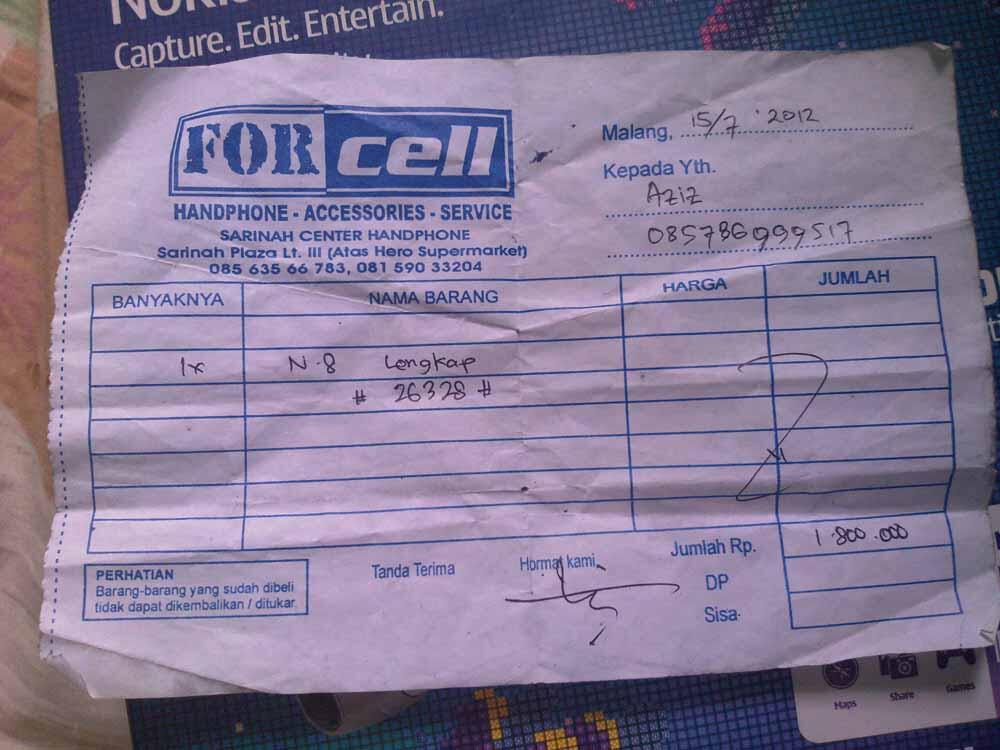 Capture. Edit. Entertain.
FOR cell
HANDPHONE - ACCESSORIES - SERVICE
SARINAH CENTER HANDPHONE
Sarinah Plaza Lt. III (Atas Hero Supermarket)
085 635 66 783, 081 590 33204
Malang, 15/7 2012
Kepada Yth.
Aziz
085786999517
BANYAKNYA NAMA BARANG HARGA JUMLAH
1x N-8 Lengkap
# 26328 #
Jumlah Rp. 1.800.000
DP
Sisa
Tanda Terima Hormat kami,
PERHATIAN
Barang-barang yang sudah dibeli
tidak dapat dikembalikan / ditukar
Maps Share Games